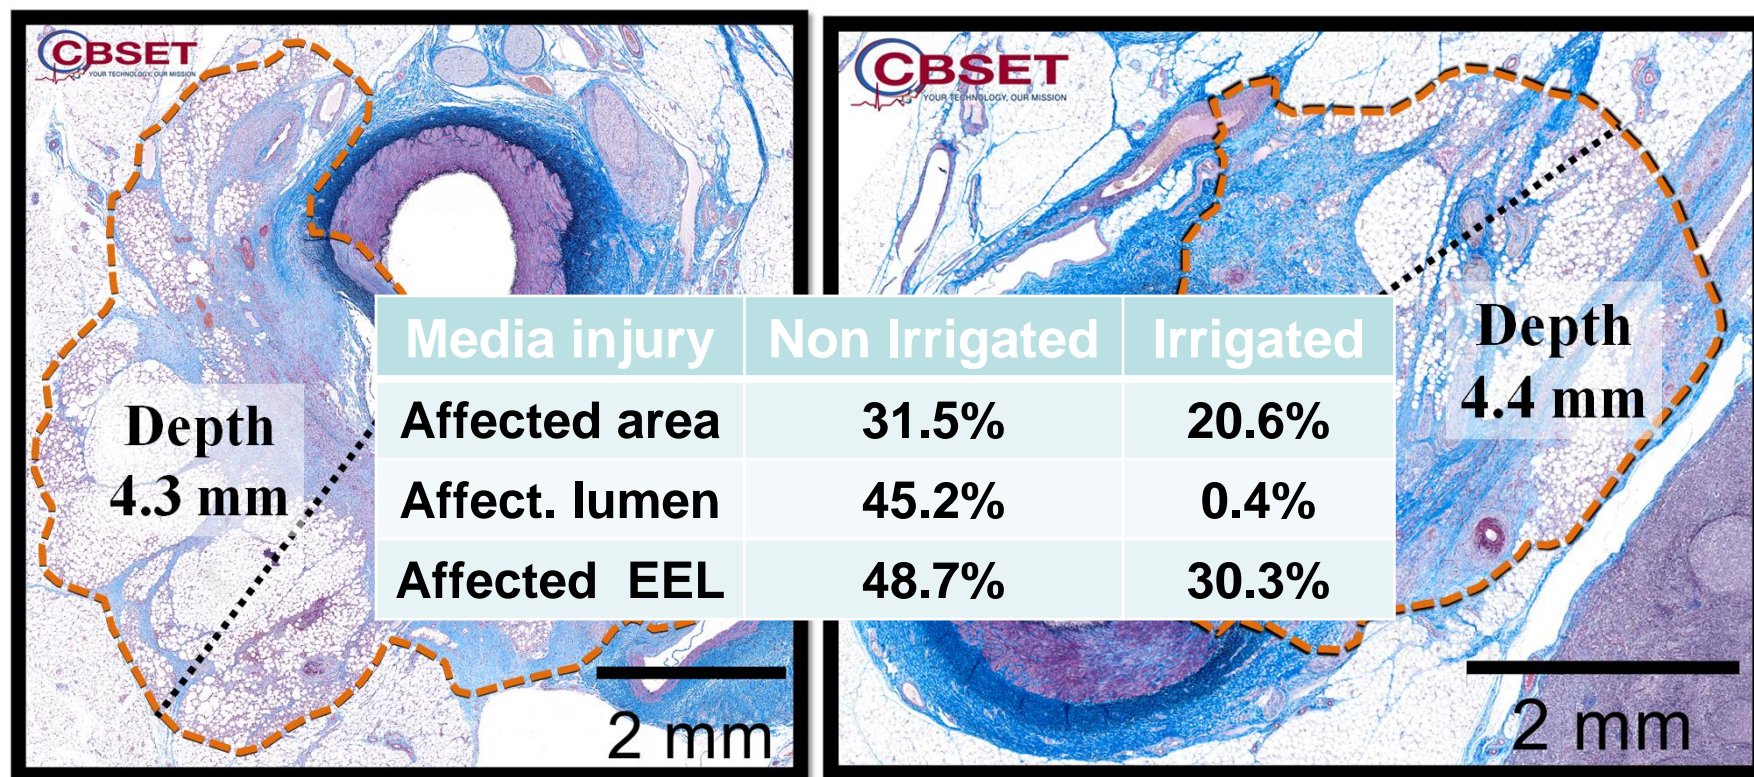 CBSET
YOUR TECHNOLOGY, OUR MISSION
CBSET
YOUR TECHNOLOGY, OUR MISSION
Media injury Non Irrigated Irrigated
Affected area 31.5% 20.6%
Affect. lumen 45.2% 0.4%
Affected EEL 48.7% 30.3%
Depth
4.3 mm
Depth
4.4 mm
2 mm
2 mm